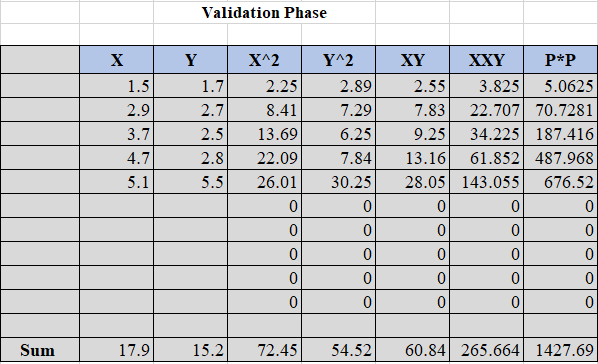 Validation Phase
X Y X^2 Y^2 XY XXY P*P
1.5 1.7 2.25 2.89 2.55 3.825 5.0625
2.9 2.7 8.41 7.29 7.83 22.707 70.7281
3.7 2.5 13.69 6.25 9.25 34.225 187.416
4.7 2.8 22.09 7.84 13.16 61.852 487.968
5.1 5.5 26.01 30.25 28.05 143.055 676.52
0 0 0 0 0
0 0 0 0 0
0 0 0 0 0
0 0 0 0 0
0 0 0 0 0
Sum 17.9 15.2 72.45 54.52 60.84 265.664 1427.69